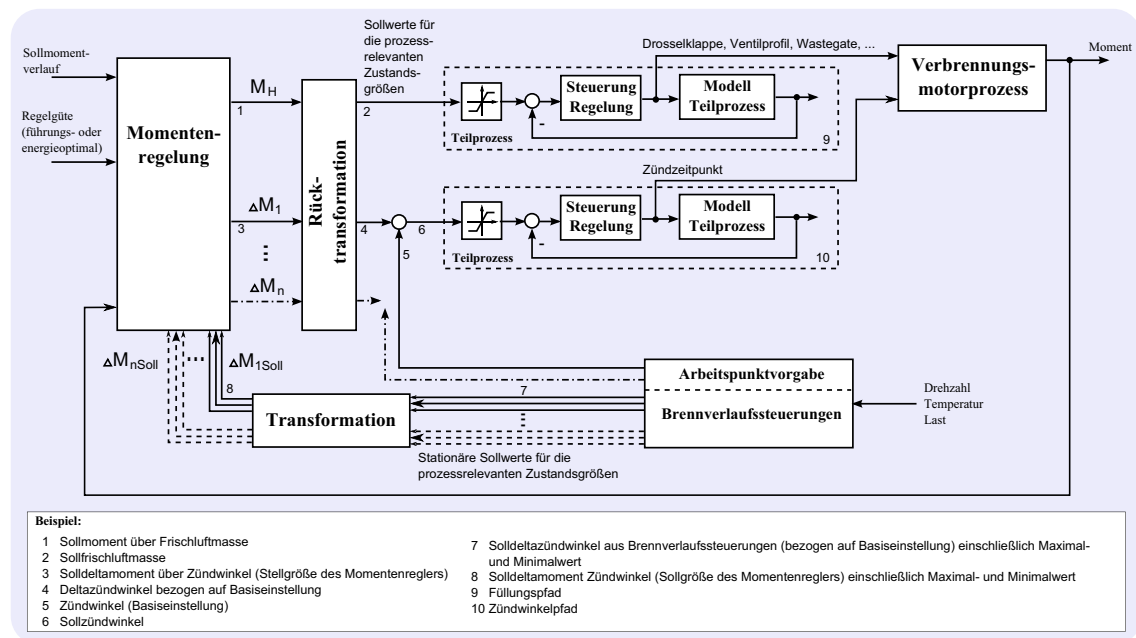 Sollmoment-
verlauf
Regelgüte
(führungs- oder
energieoptimal)
Momenten-
regelung
M_H
1
ΔM_1
3
ΔM_n
Rück-
transformation
Sollwerte für
die prozess-
relevanten
Zustands-
größen
2
4
5
6
Drosselklappe, Ventilprofil, Wastegate, ...
Teilprozess
-
Steuerung
Regelung
Modell
Teilprozess
9
Zündzeitpunkt
Teilprozess
-
Steuerung
Regelung
Modell
Teilprozess
10
Verbrennungs-
motorprozess
Moment
ΔM_nSoll
ΔM_1Soll
8
Transformation
7
Stationäre Sollwerte für die
prozessrelevanten Zustandsgrößen
Arbeitspunktvorgabe
Brennverlaufssteuerungen
Drehzahl
Temperatur
Last
Beispiel:
1 Sollmoment über Frischluftmasse
2 Sollfrischluftmasse
3 Solldeltamoment über Zündwinkel (Stellgröße des Momentenreglers)
4 Deltazündwinkel bezogen auf Basiseinstellung
5 Zündwinkel (Basiseinstellung)
6 Sollzündwinkel
7 Solldeltazündwinkel aus Brennverlaufssteuerungen (bezogen auf Basiseinstellung) einschließlich Maximal-
und Minimalwert
8 Solldeltamoment Zündwinkel (Sollgröße des Momentenreglers) einschließlich Maximal- und Minimalwert
9 Füllungspfad
10 Zündwinkelpfad